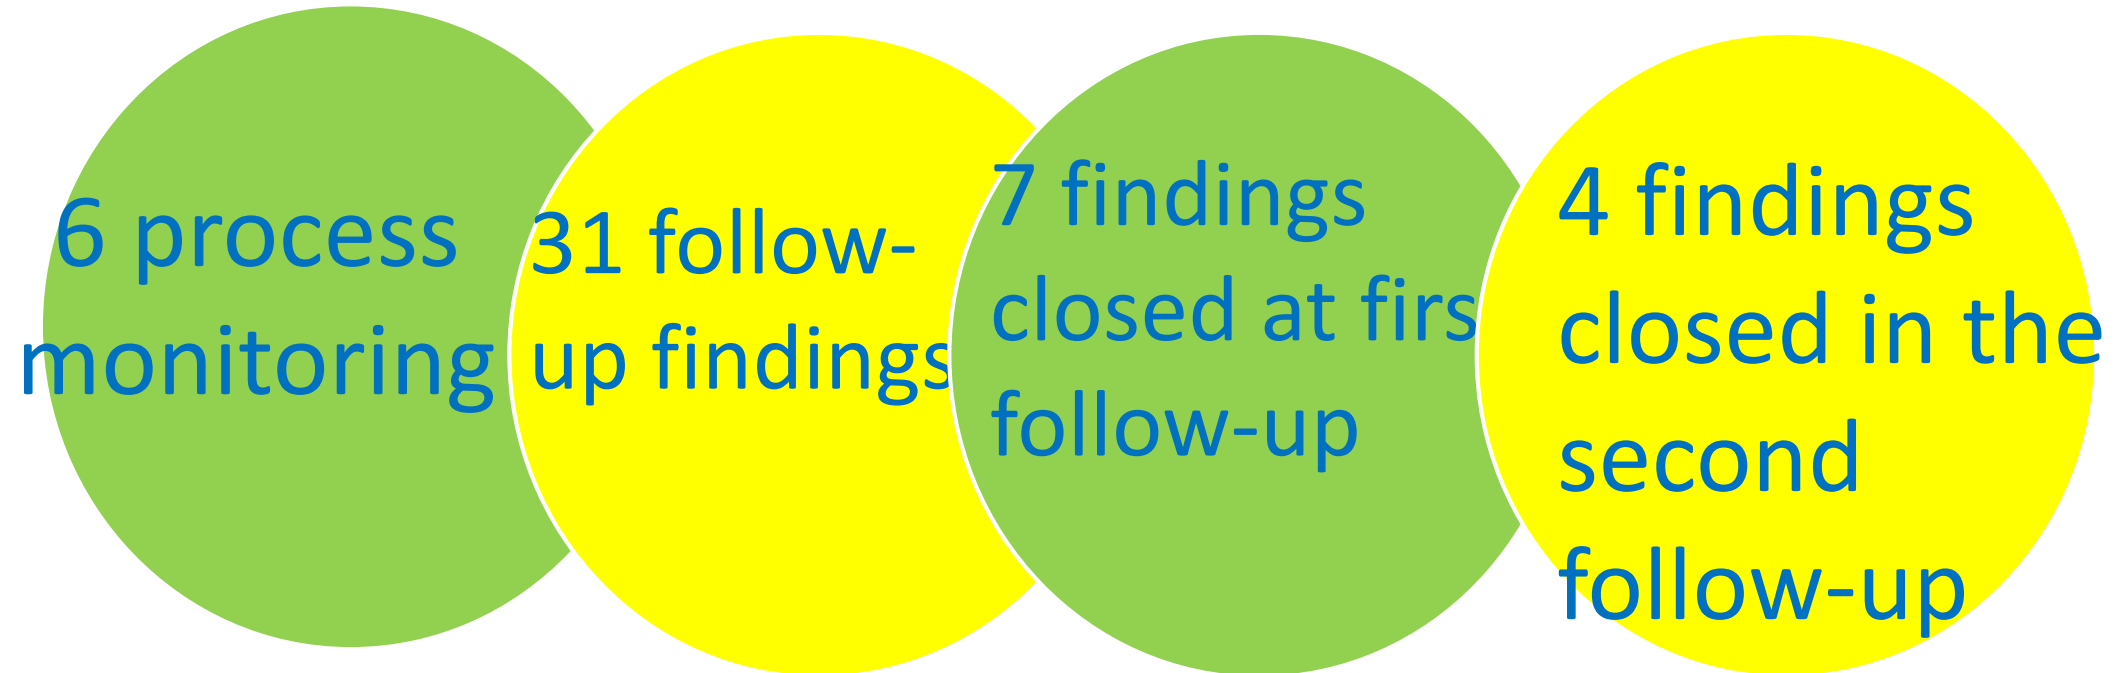 6 process
monitoring
31 follow-
up findings
7 findings
closed at firs
follow-up
4 findings
closed in the
second
follow-up